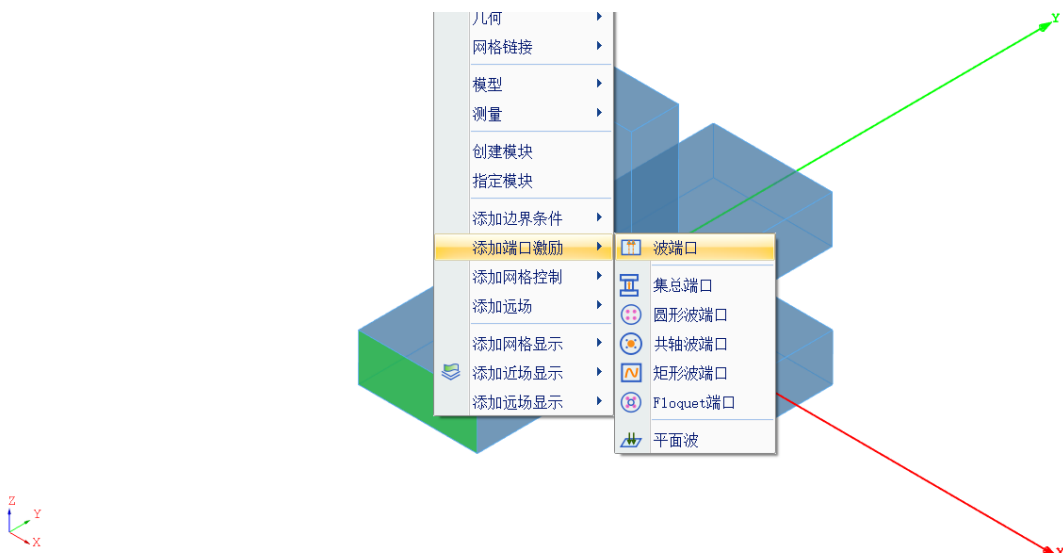 几何
网格链接
模型
测量
创建模块
指定模块
添加边界条件
添加端口激励
添加网格控制
添加远场
添加网格显示
添加近场显示
添加远场显示
波端口
集总端口
圆形波端口
共轴波端口
矩形波端口
Floquet端口
平面波
Y
X
Z
Y
X